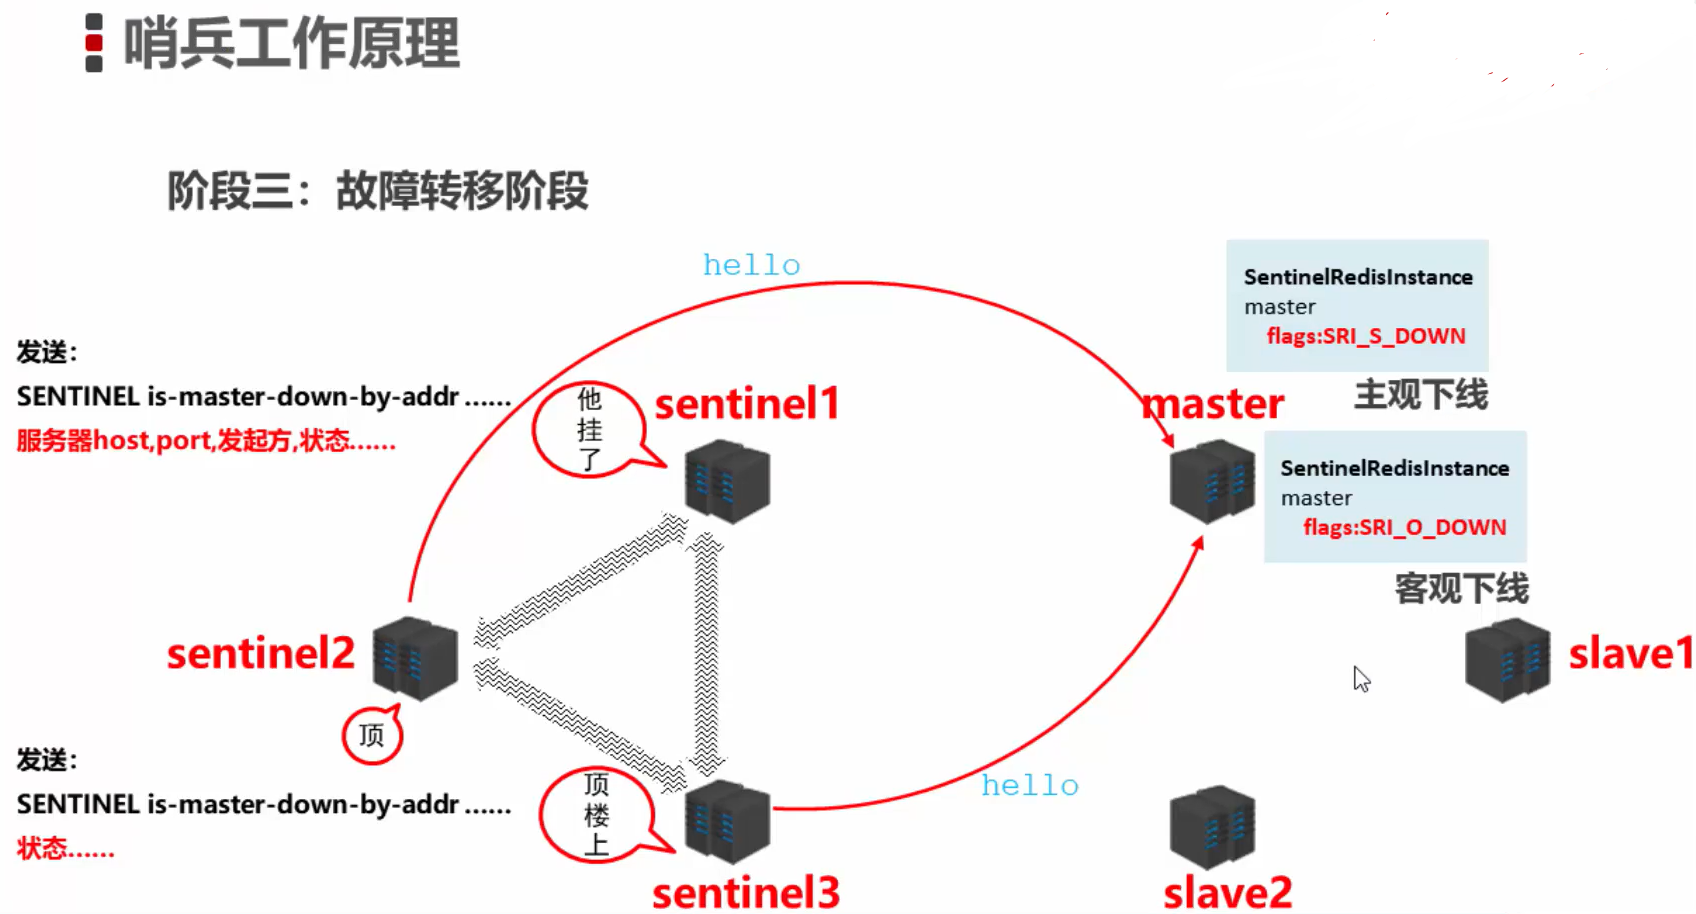 哨兵工作原理
阶段三：故障转移阶段
hello
SentinelRedisInstance
master
flags:SRI_S_DOWN
主观下线
发送：
SENTINEL is-master-down-by-addr ……
服务器host,port,发起方,状态……
他
挂
了
sentinel1
master
SentinelRedisInstance
master
flags:SRI_O_DOWN
客观下线
sentinel2
slave1
顶
发送：
SENTINEL is-master-down-by-addr ……
状态……
顶
楼
上
hello
sentinel3
slave2